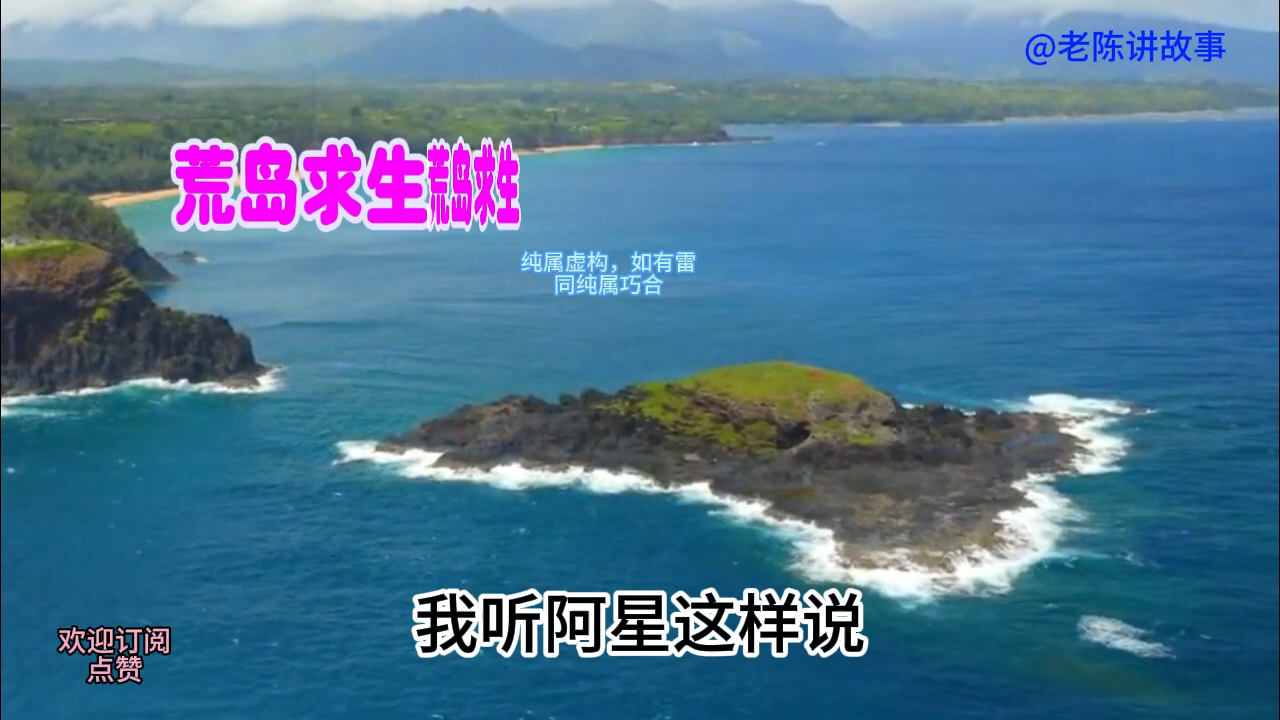 @老陈讲故事
荒岛求生荒岛求生
纯属虚构，如有雷
同纯属巧合
我听阿星这样说
欢迎订阅
点赞